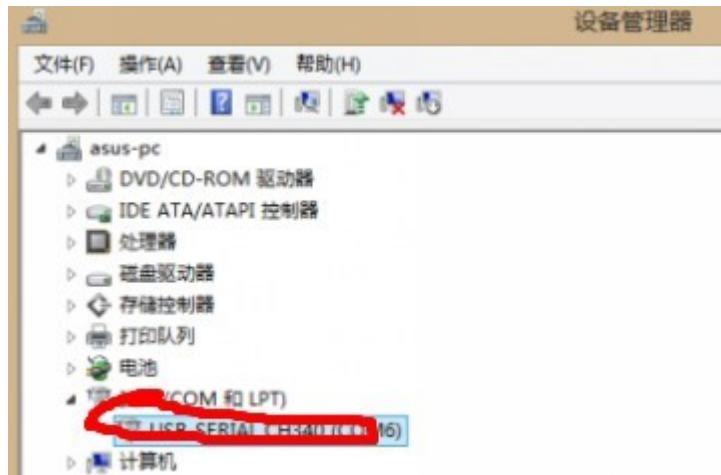 设备管理器
文件(F) 操作(A) 查看(V) 帮助(H)
asus-pc
DVD/CD-ROM 驱动器
IDE ATA/ATAPI 控制器
处理器
磁盘驱动器
存储控制器
打印队列
电池
(COM 和 LPT)
USB-SERIAL CH340 (COM6)
计算机